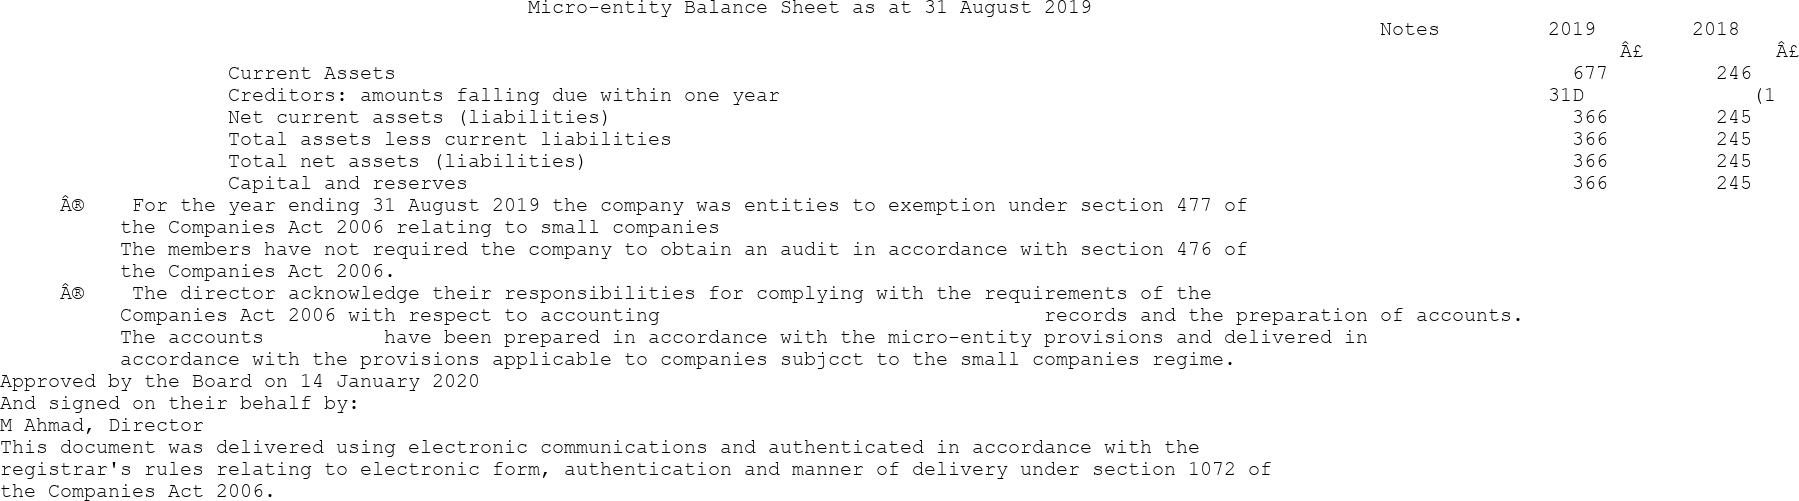 Micro-entity Balance Sheet as at 31 August 2019
Notes 2019 2018
Â£ Â£
Current Assets 677 246
Creditors: amounts falling due within one year 31D (1
Net current assets (liabilities) 366 245
Total assets less current liabilities 366 245
Total net assets (liabilities) 366 245
Capital and reserves 366 245
Â® For the year ending 31 August 2019 the company was entities to exemption under section 477 of
the Companies Act 2006 relating to small companies
The members have not required the company to obtain an audit in accordance with section 476 of
the Companies Act 2006.
Â® The director acknowledge their responsibilities for complying with the requirements of the
Companies Act 2006 with respect to accounting records and the preparation of accounts.
The accounts have been prepared in accordance with the micro-entity provisions and delivered in
accordance with the provisions applicable to companies subjcct to the small companies regime.
Approved by the Board on 14 January 2020
And signed on their behalf by:
M Ahmad, Director
This document was delivered using electronic communications and authenticated in accordance with the
registrar's rules relating to electronic form, authentication and manner of delivery under section 1072 of
the Companies Act 2006.